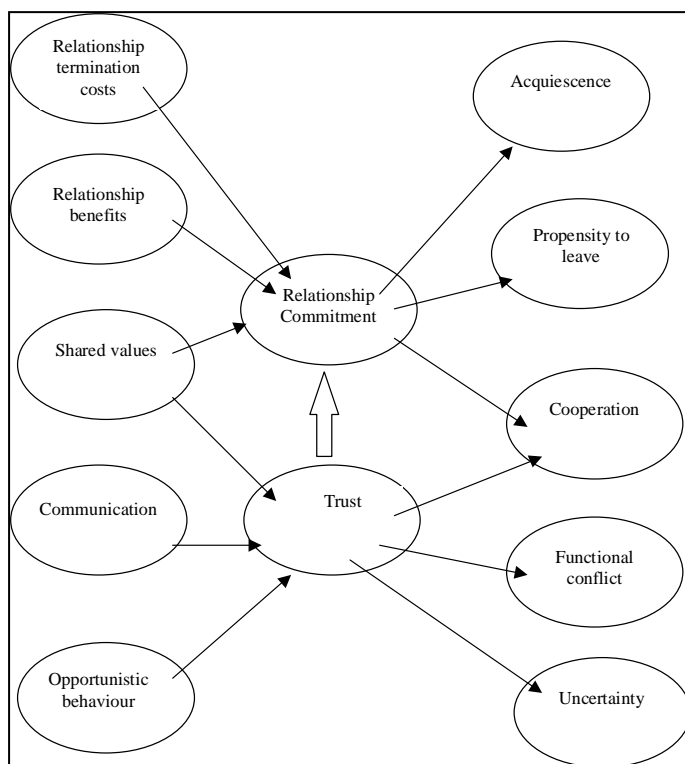 Relationship
termination
costs
Acquiescence
Relationship
benefits
Propensity to
leave
Relationship
Commitment
Shared values
Cooperation
Trust
Communication
Functional
conflict
Opportunistic
behaviour
Uncertainty